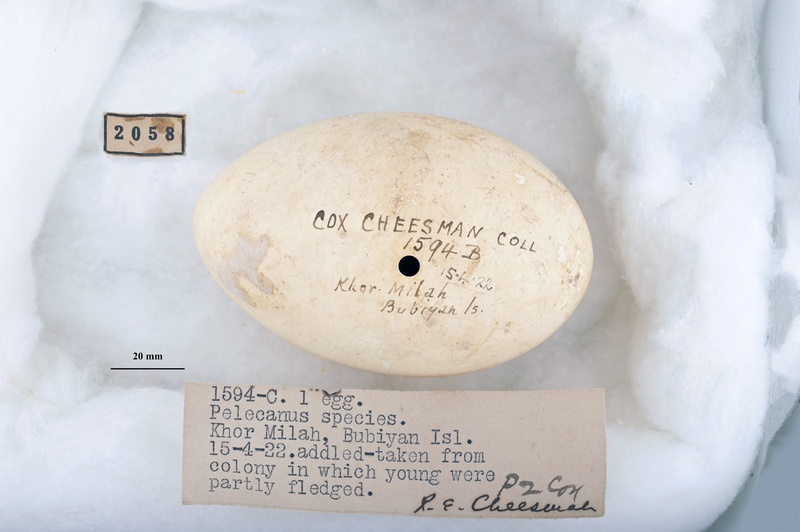 2058
COX CHEESMAN COLL
1594 B
15-4-22
Khor Milah
Bubiyan Is.
20 mm
1594-C. 1 egg.
Pelecanus species.
Khor Milah, Bubiyan Isl.
15-4-22.addled-taken from
colony in which young were
partly fledged.
Cox
R. E. Cheesman